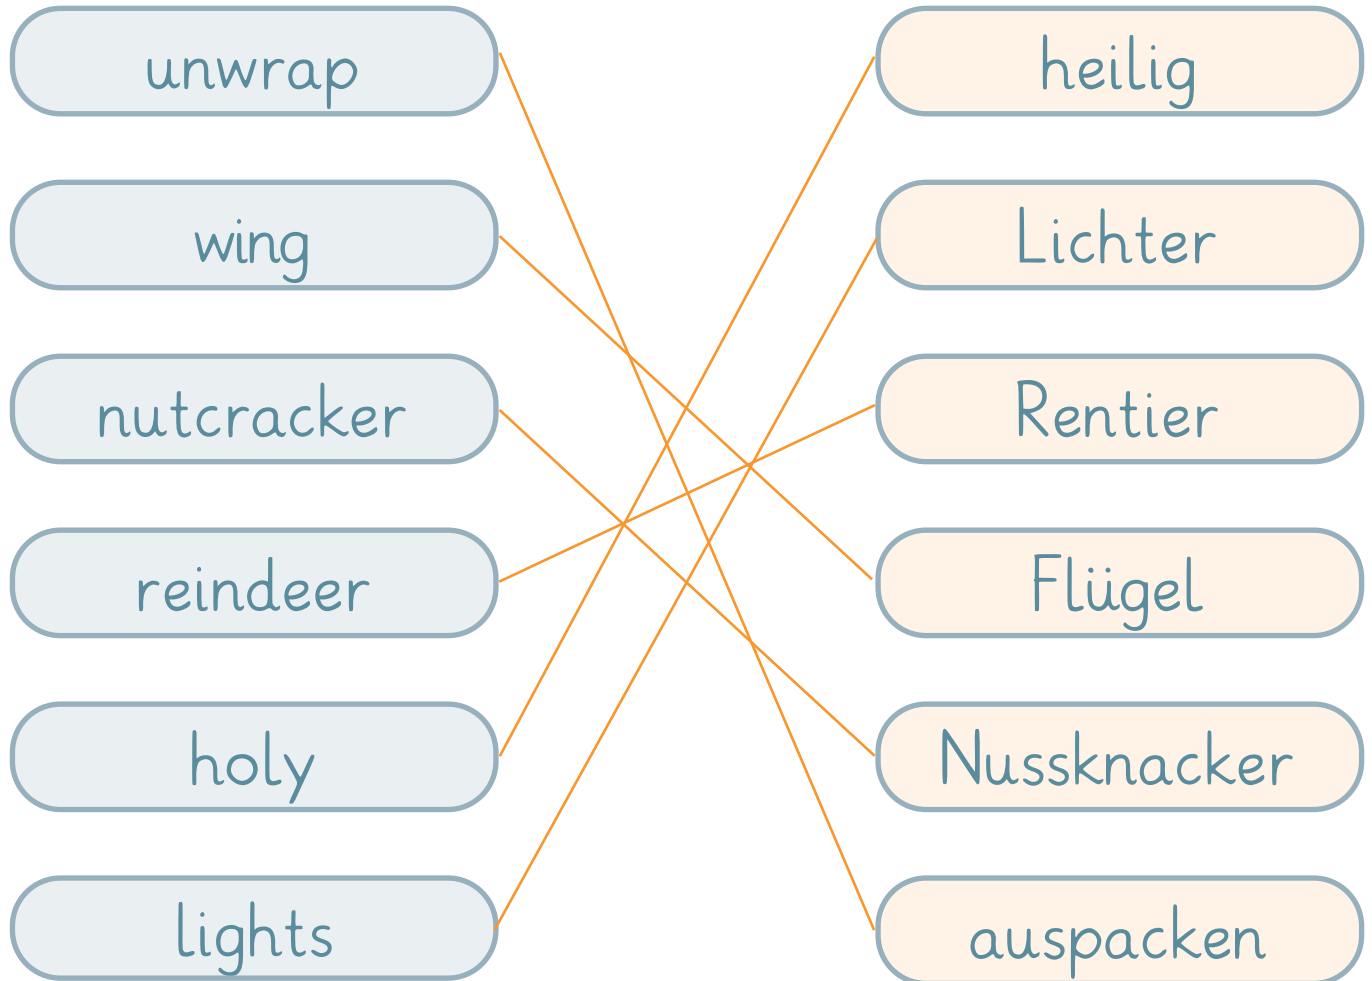 unwrap
heilig
wing
Lichter
nutcracker
Rentier
reindeer
Flügel
holy
Nussknacker
lights
auspacken